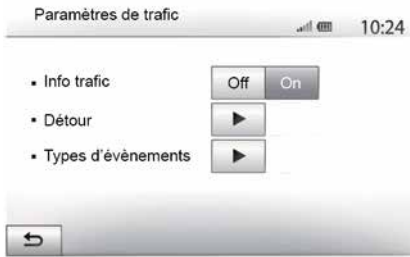 Paramètres de trafic
10:24
Info trafic Off On
Détour
Types d'évènements